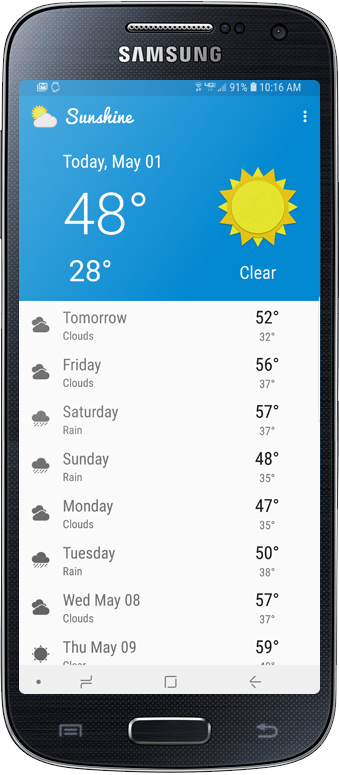 SAMSUNG
91% 10:16 AM
Sunshine
Today, May 01
48°
28°
Clear
Tomorrow 52°
Clouds 32°
Friday 56°
Clouds 37°
Saturday 57°
Rain 37°
Sunday 48°
Rain 35°
Monday 47°
Clouds 35°
Tuesday 50°
Rain 38°
Wed May 08 57°
Clouds 37°
Thu May 09 59°
Clear